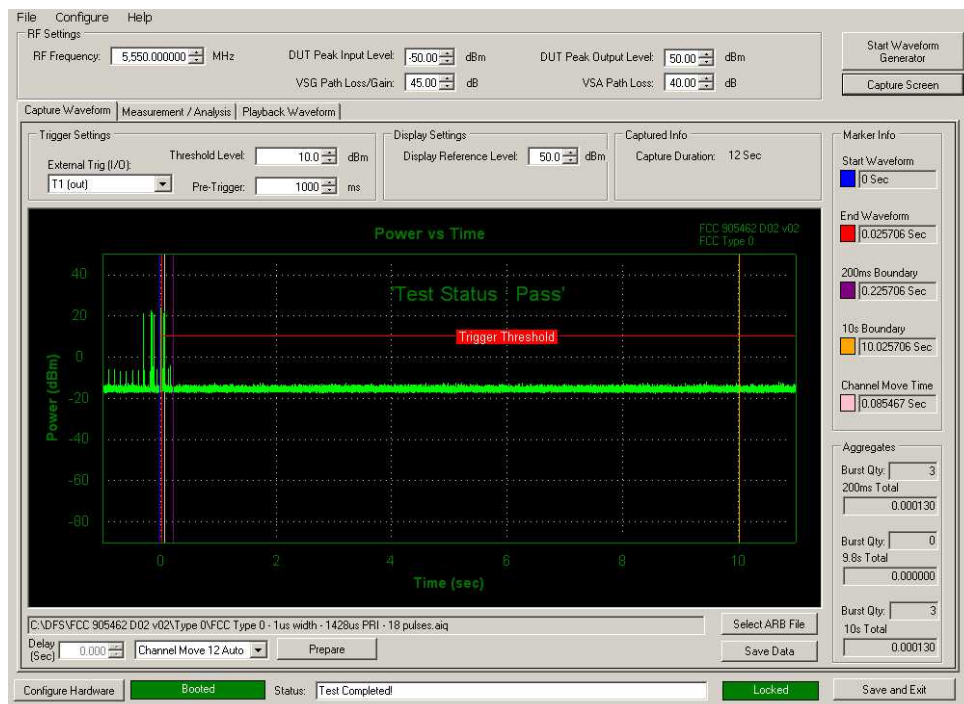 File Configure Help
RF Settings
RF Frequency: 5,550.000000 MHz
DUT Peak Input Level: -50.00 dBm
DUT Peak Output Level: 50.00 dBm
VSG Path Loss/Gain: 45.00 dB
VSA Path Loss: 40.00 dB
Start Waveform
Generator
Capture Screen
Capture Waveform Measurement / Analysis Playback Waveform
Trigger Settings
External Trig (I/O):
T1 (out)
Threshold Level: 10.0 dBm
Pre-Trigger: 1000 ms
Display Settings
Display Reference Level: 50.0 dBm
Captured Info
Capture Duration: 12 Sec
Marker Info
Start Waveform
0 Sec
End Waveform
0.025706 Sec
200ms Boundary
0.225706 Sec
10s Boundary
10.025706 Sec
Channel Move Time
0.085467 Sec
Power vs Time
FCC 905462 D02 v02
FCC Type 0
'Test Status : Pass'
Trigger Threshold
Power (dBm)
40
20
0
-20
-40
-60
-80
0 2 4 6 8 10
Time (sec)
Aggregates
Burst Qty: 3
200ms Total
0.000130
Burst Qty: 0
9.8s Total
0.000000
Burst Qty: 3
10s Total
0.000130
C:\DFS\FCC 905462 D02 v02\Type 0\FCC Type 0 - 1us width - 1428us PRI - 18 pulses.aiq
Select ARB File
Delay
(Sec) 0.000 Channel Move 12 Auto Prepare
Save Data
Configure Hardware Booted Status: Test Completed! Locked Save and Exit